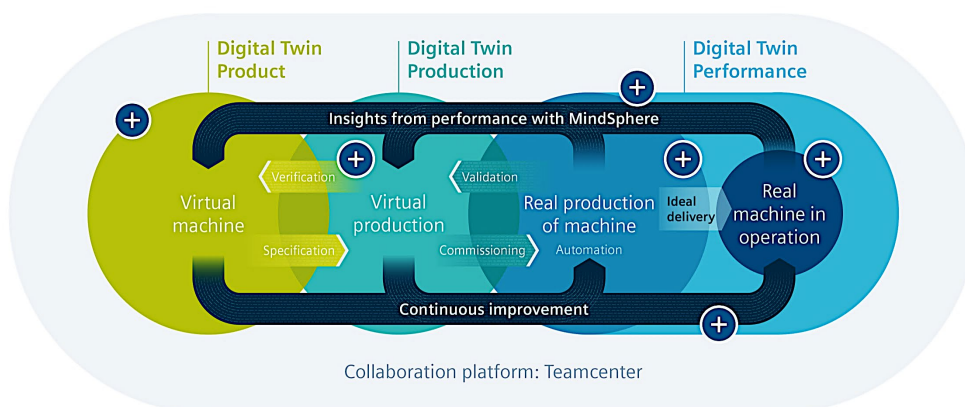 Digital Twin
Product
Digital Twin
Production
Digital Twin
Performance
Insights from performance with MindSphere
Verification
Validation
Virtual
machine
Virtual
production
Real production
of machine
Ideal
delivery
Real
machine in
operation
Specification
Commissioning
Automation
Continuous improvement
Collaboration platform: Teamcenter